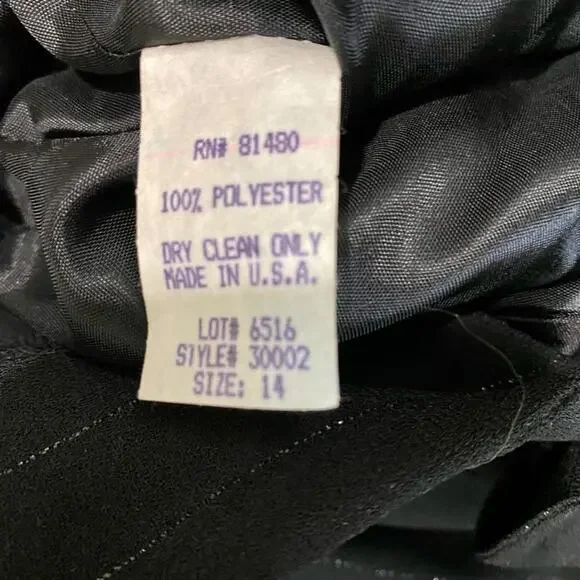 RN# 81480
100% POLYESTER
DRY CLEAN ONLY
MADE IN U.S.A.
LOT# 6516
STYLE# 30002
SIZE: 14